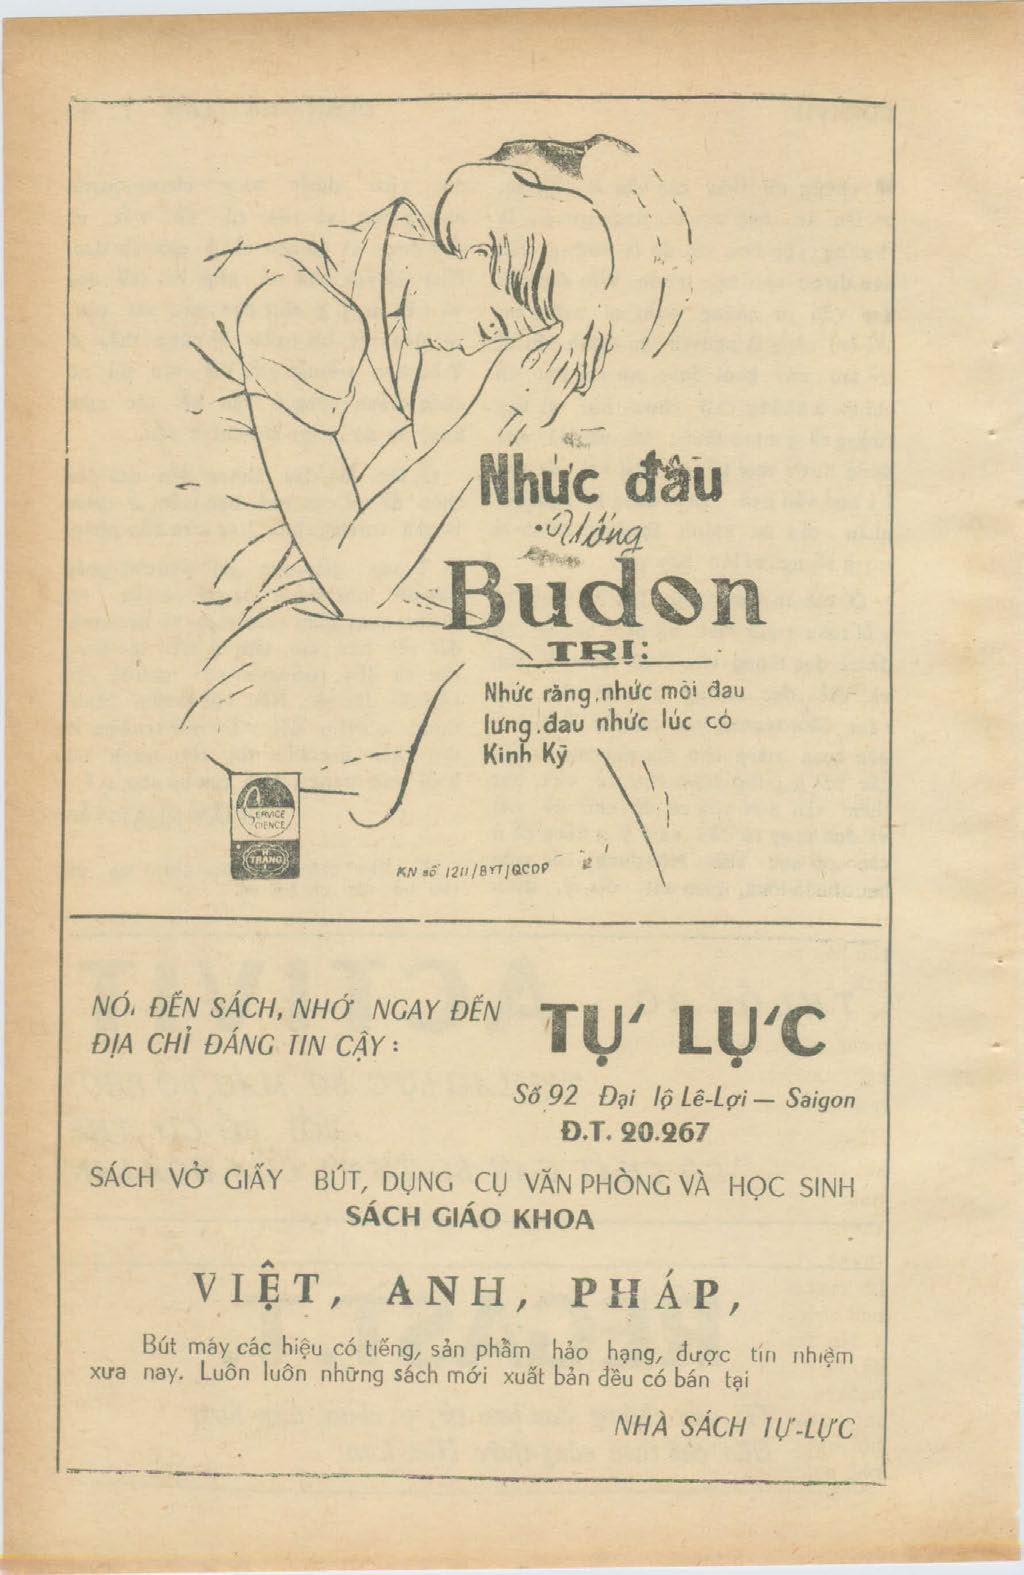 Nhức đầu
Uống
Budon
TRỊ:
Nhức răng, nhức mỏi đau
lưng, đau nhức lúc có
Kinh Kỳ
SERVICE
SCIENCE
TRANG
KN số 1211/BYT/QCDP
NÓI ĐẾN SÁCH, NHỚ NGAY ĐẾN
ĐỊA CHỈ ĐÁNG TIN CẬY :
TỰ LỰC
Số 92 Đại lộ Lê-Lợi — Saigon
Đ.T. 20.267
SÁCH VỞ GIẤY BÚT, DỤNG CỤ VĂN PHÒNG VÀ HỌC SINH
SÁCH GIÁO KHOA
VIỆT, ANH, PHÁP,
Bút máy các hiệu có tiếng, sản phẩm hảo hạng, được tín nhiệm
xưa nay. Luôn luôn những sách mới xuất bản đều có bán tại
NHÀ SÁCH TỰ-LỰC